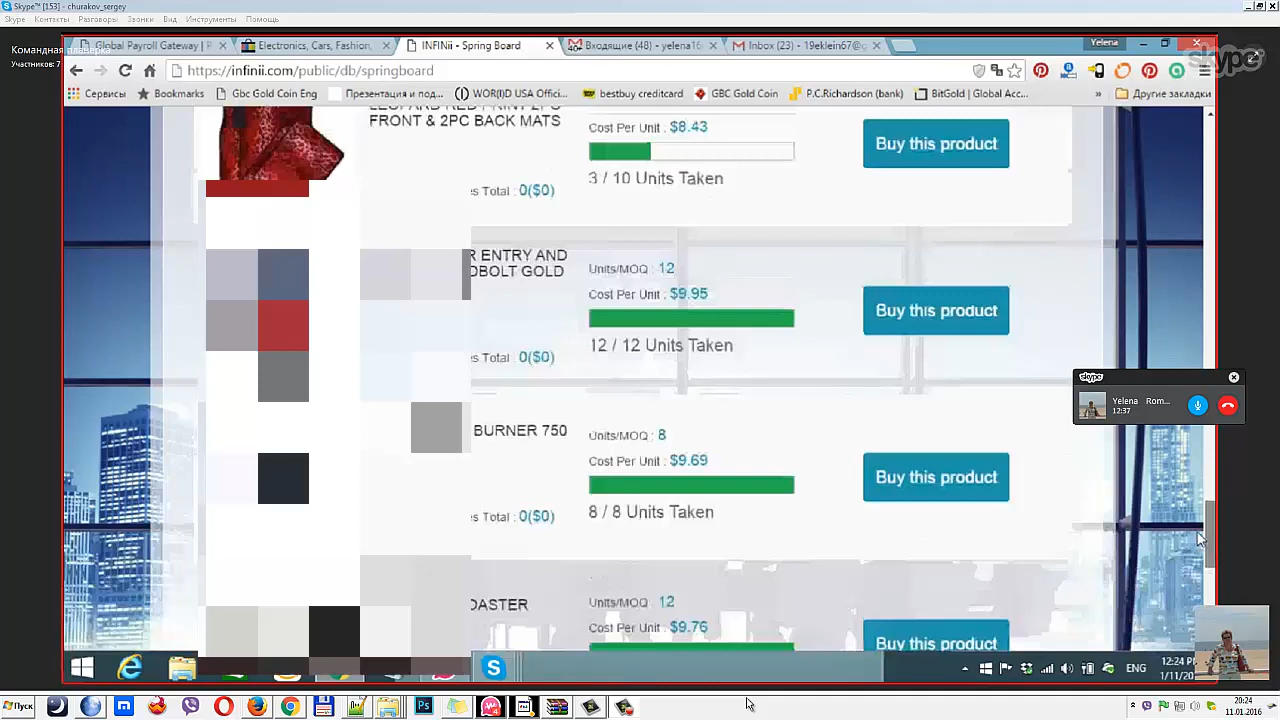 Skype™ [153] - churakov_sergey
Skype Контакты Разговоры Звонки Вид Инструменты Помощь
Командная планерка
Участников: 7
Global Payroll Gateway | P
Electronics, Cars, Fashion,
INFINii - Spring Board
Входящие (48) - yelena16
Inbox (23) - 19eklein67@g
Yelena
skype
https://infinii.com/public/db/springboard
Сервисы Bookmarks Gbc Gold Coin Eng Презентация и под... (1) WOR(l)D USA Offici... bestbuy creditcard GBC Gold Coin P.C.Richardson (bank) BitGold | Global Acc... » Другие закладки
FRONT & 2PC BACK MATS
Cost Per Unit : $8.43
Buy this product
3 / 10 Units Taken
es Total : 0($0)
R ENTRY AND
OBOLT GOLD
Units/MOQ : 12
Cost Per Unit : $9.95
Buy this product
12 / 12 Units Taken
es Total : 0($0)
skype
Yelena Rom...
12:37
BURNER 750
Units/MOQ : 8
Cost Per Unit : $9.69
Buy this product
8 / 8 Units Taken
es Total : 0($0)
OASTER
Units/MOQ : 12
Cost Per Unit : $9.76
Buy this product
ENG
12:24 PM
1/11/2016
Пуск
20:24
11.01.2016